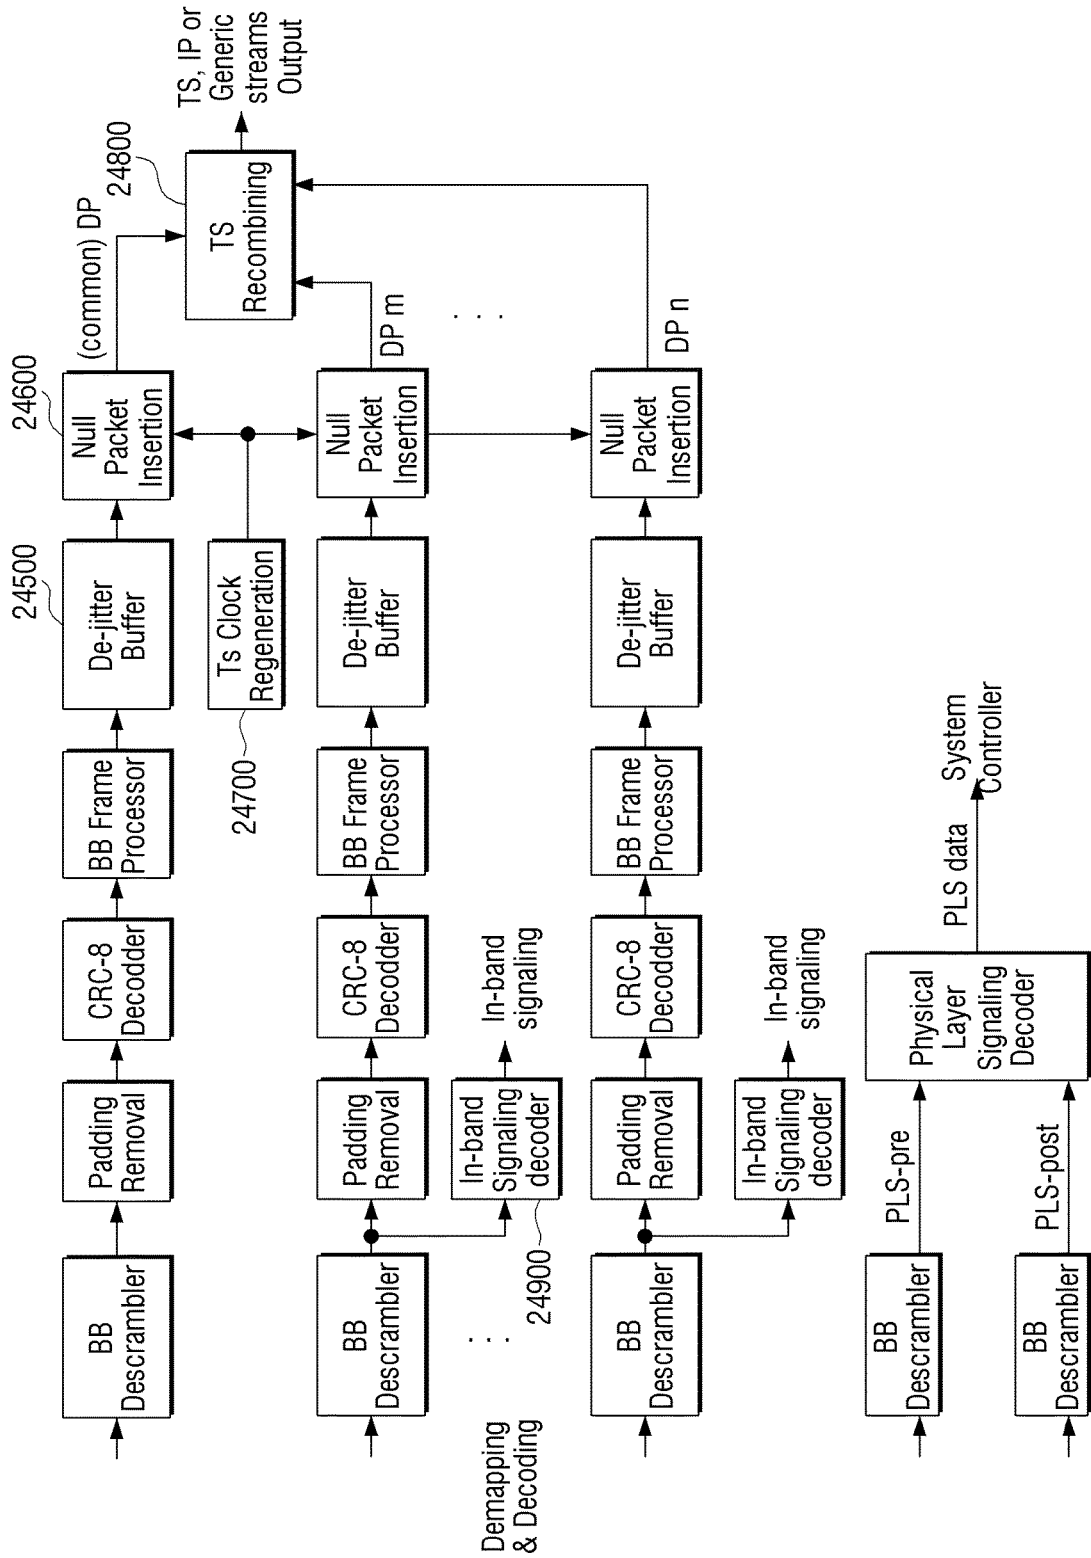 BB
Descrambler
Padding
Removal
CRC-8
Decodder
BB Frame
Processor
24500
De-jitter
Buffer
24600
Null
Packet
Insertion
(common) DP
24800
TS
Recombining
TS, IP or
Generic
streams
Output
24700
Ts Clock
Regeneration
BB
Descrambler
Padding
Removal
CRC-8
Decodder
BB Frame
Processor
De-jitter
Buffer
Null
Packet
Insertion
DP m
. . .
24900
In-band
Signaling
decoder
In-band
signaling
. . .
Demapping
& Decoding
BB
Descrambler
Padding
Removal
CRC-8
Decodder
BB Frame
Processor
De-jitter
Buffer
Null
Packet
Insertion
DP n
In-band
Signaling
decoder
In-band
signaling
BB
Descrambler
PLS-pre
Physical
Layer
Signaling
Decoder
PLS data
System
Controller
BB
Descrambler
PLS-post